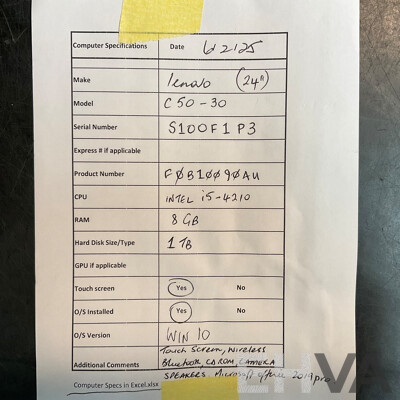 Computer Specifications Date 6/2/25
Make lenovo (24")
Model C50-30
Serial Number S100F1P3
Express # if applicable
Product Number FØB1ØØ9ØAU
CPU INTEL i5-4210
RAM 8 GB
Hard Disk Size/Type 1 TB
GPU if applicable
Touch screen Yes No
O/S Installed Yes No
O/S Version WIN 10
Touch Screen, Wireless
Bluetooth, CD ROM, CAMERA
Additional Comments
SPEAKERS. Microsoft office 2019 pro
Computer Specs in Excel.xlsx